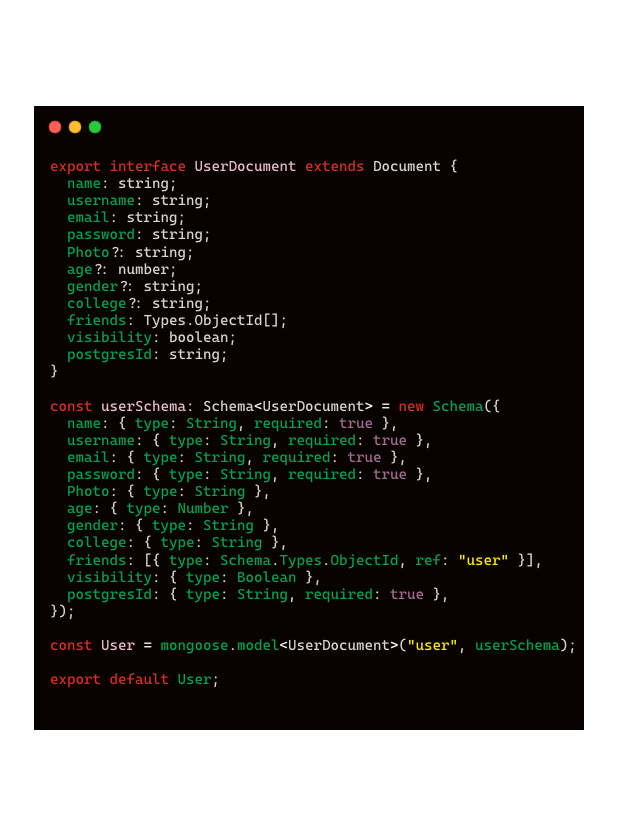 export interface UserDocument extends Document {
  name: string;
  username: string;
  email: string;
  password: string;
  Photo?: string;
  age?: number;
  gender?: string;
  college?: string;
  friends: Types.ObjectId[];
  visibility: boolean;
  postgresId: string;
}

const userSchema: Schema<UserDocument> = new Schema({
  name: { type: String, required: true },
  username: { type: String, required: true },
  email: { type: String, required: true },
  password: { type: String, required: true },
  Photo: { type: String },
  age: { type: Number },
  gender: { type: String },
  college: { type: String },
  friends: [{ type: Schema.Types.ObjectId, ref: "user" }],
  visibility: { type: Boolean },
  postgresId: { type: String, required: true },
});

const User = mongoose.model<UserDocument>("user", userSchema);

export default User;